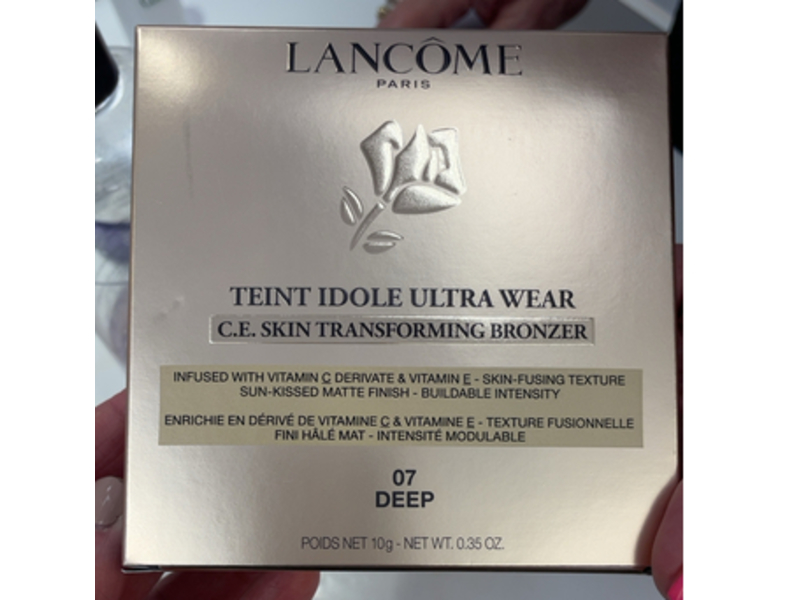 LANCÔME
PARIS
TEINT IDOLE ULTRA WEAR
C.E. SKIN TRANSFORMING BRONZER
INFUSED WITH VITAMIN C DERIVATE & VITAMIN E - SKIN-FUSING TEXTURE
SUN-KISSED MATTE FINISH - BUILDABLE INTENSITY
ENRICHIE EN DÉRIVÉ DE VITAMINE C & VITAMINE E - TEXTURE FUSIONNELLE
FINI HÂLÉ MAT - INTENSITÉ MODULABLE
07
DEEP
POIDS NET 10g - NET WT. 0.35 OZ.